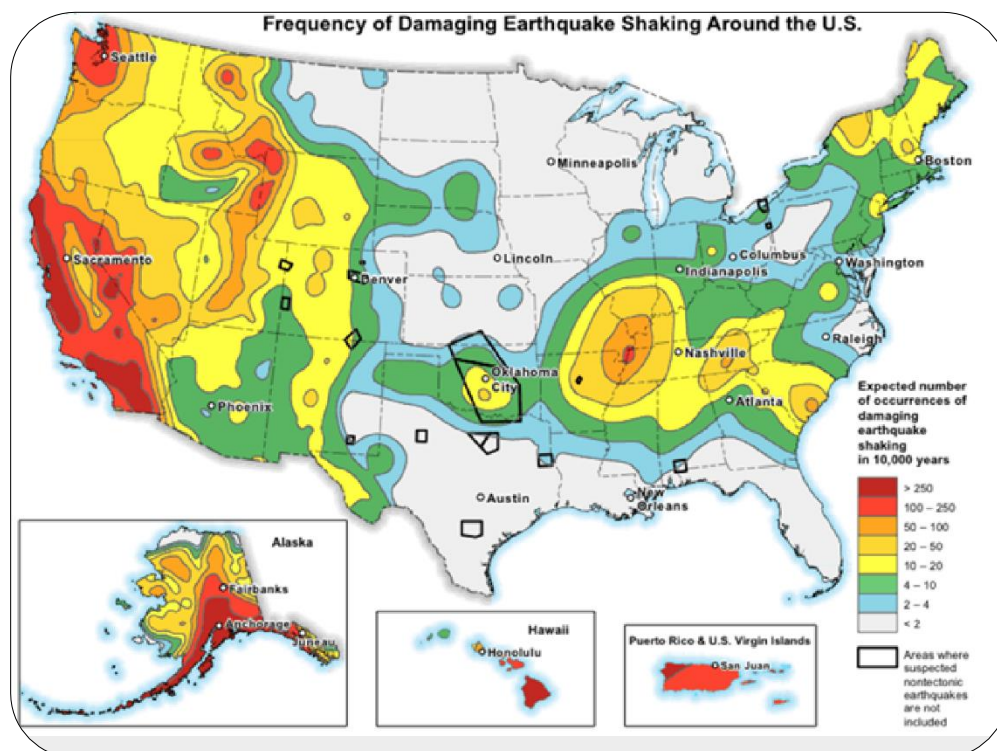 Frequency of Damaging Earthquake Shaking Around the U.S.
Seattle
Minneapolis
Boston
Sacramento
Lincoln
Columbus
Washington
Indianapolis
Denver
Nashville
Raleigh
Oklahoma
City
Atlanta
Phoenix
Austin
New
Orleans
Expected number
of occurrences of
damaging
earthquake
shaking
in 10,000 years
> 250
100 – 250
50 – 100
20 – 50
10 – 20
4 – 10
2 – 4
< 2
Areas where
suspected
nontectonic
earthquakes
are not
included
Alaska
Fairbanks
Anchorage
Juneau
Hawaii
Honolulu
Puerto Rico & U.S. Virgin Islands
San Juan